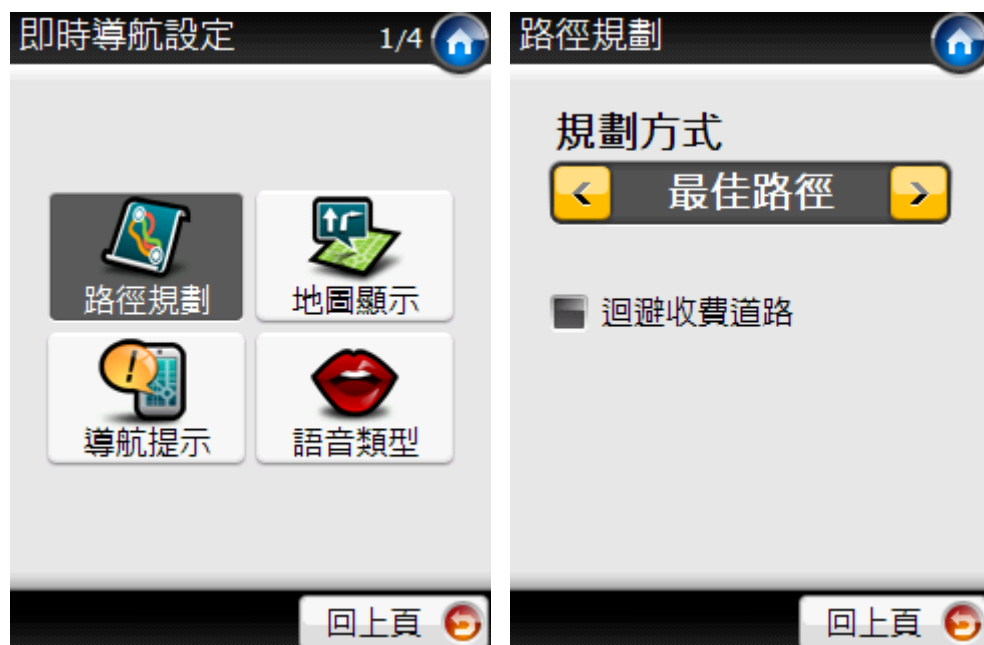 即時導航設定 1/4
路徑規劃 地圖顯示
導航提示 語音類型
回上頁
路徑規劃
規劃方式
最佳路徑
迴避收費道路
回上頁